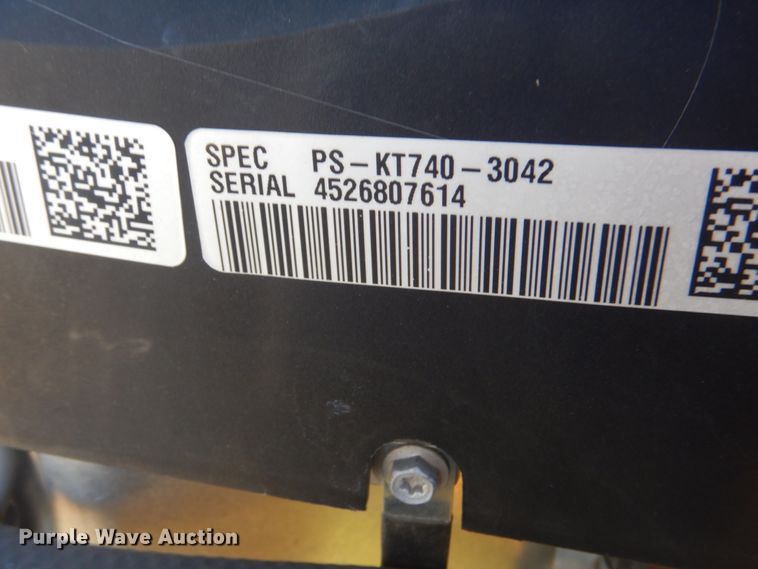 SPEC PS-KT740-3042
SERIAL 4526807614
Purple Wave Auction